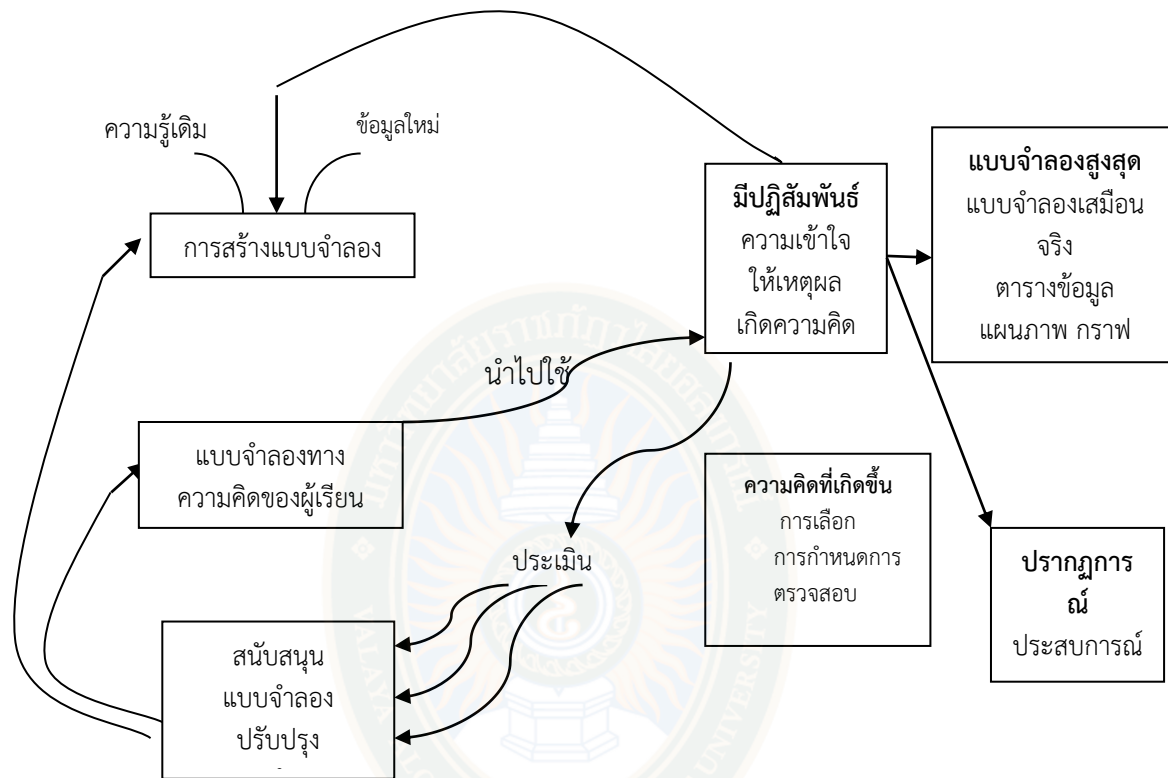 ความรู้เดิม
ข้อมูลใหม่
การสร้างแบบจำลอง
มีปฏิสัมพันธ์
ความเข้าใจ
ให้เหตุผล
เกิดความคิด
แบบจำลองสูงสุด
แบบจำลองเสมือน
จริง
ตารางข้อมูล
แผนภาพ กราฟ
นำไปใช้
แบบจำลองทาง
ความคิดของผู้เรียน
ความคิดที่เกิดขึ้น
การเลือก
การกำหนดการ
ตรวจสอบ
ประเมิน
ปรากฏการ
ณ์
ประสบการณ์
สนับสนุน
แบบจำลอง
ปรับปรุง
VALAYA
UNIVERSITY